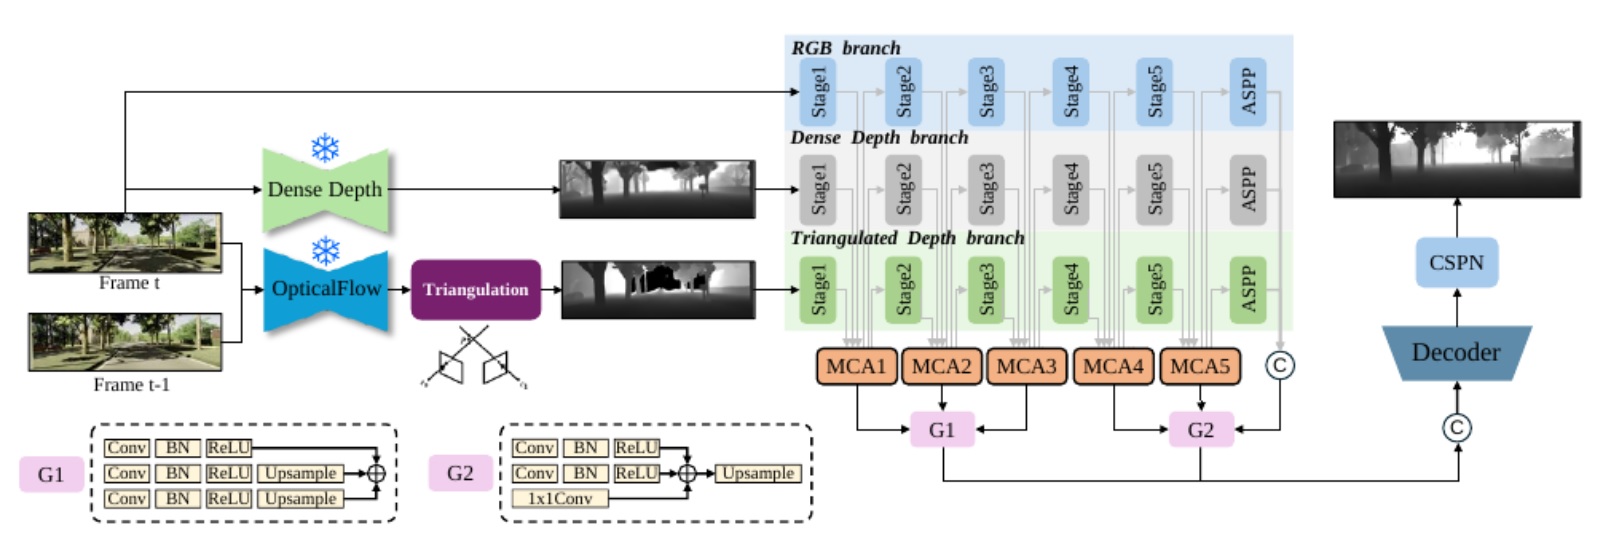 RGB branch
Stage1
Stage2
Stage3
Stage4
Stage5
ASPP
Dense Depth branch
Stage1
Stage2
Stage3
Stage4
Stage5
ASPP
Triangulated Depth branch
Stage1
Stage2
Stage3
Stage4
Stage5
ASPP
Dense Depth
Frame t
OpticalFlow
Triangulation
Frame t-1
MCA1
MCA2
MCA3
MCA4
MCA5
C
G1
G2
C
Decoder
CSPN
G1
Conv BN ReLU
Conv BN ReLU Upsample
Conv BN ReLU Upsample
G2
Conv BN ReLU
Conv BN ReLU Upsample
1x1Conv